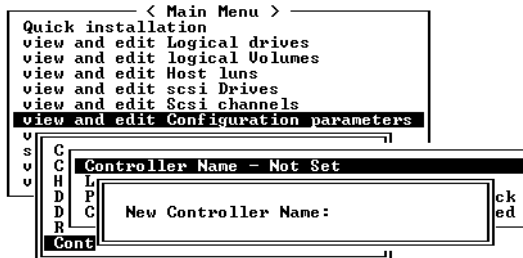 < Main Menu >
Quick installation
view and edit Logical drives
view and edit logical Volumes
view and edit Host luns
view and edit scsi Drives
view and edit Scsi channels
view and edit Configuration parameters
v
s C
v C Controller Name - Not Set
v H L
D P ck
D C New Controller Name: ed
R
Cont